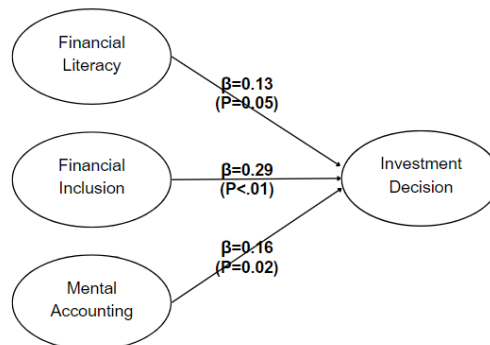 Financial
Literacy
β=0.13
(P=0.05)
Financial
Inclusion
β=0.29
(P<.01)
Investment
Decision
β=0.16
(P=0.02)
Mental
Accounting